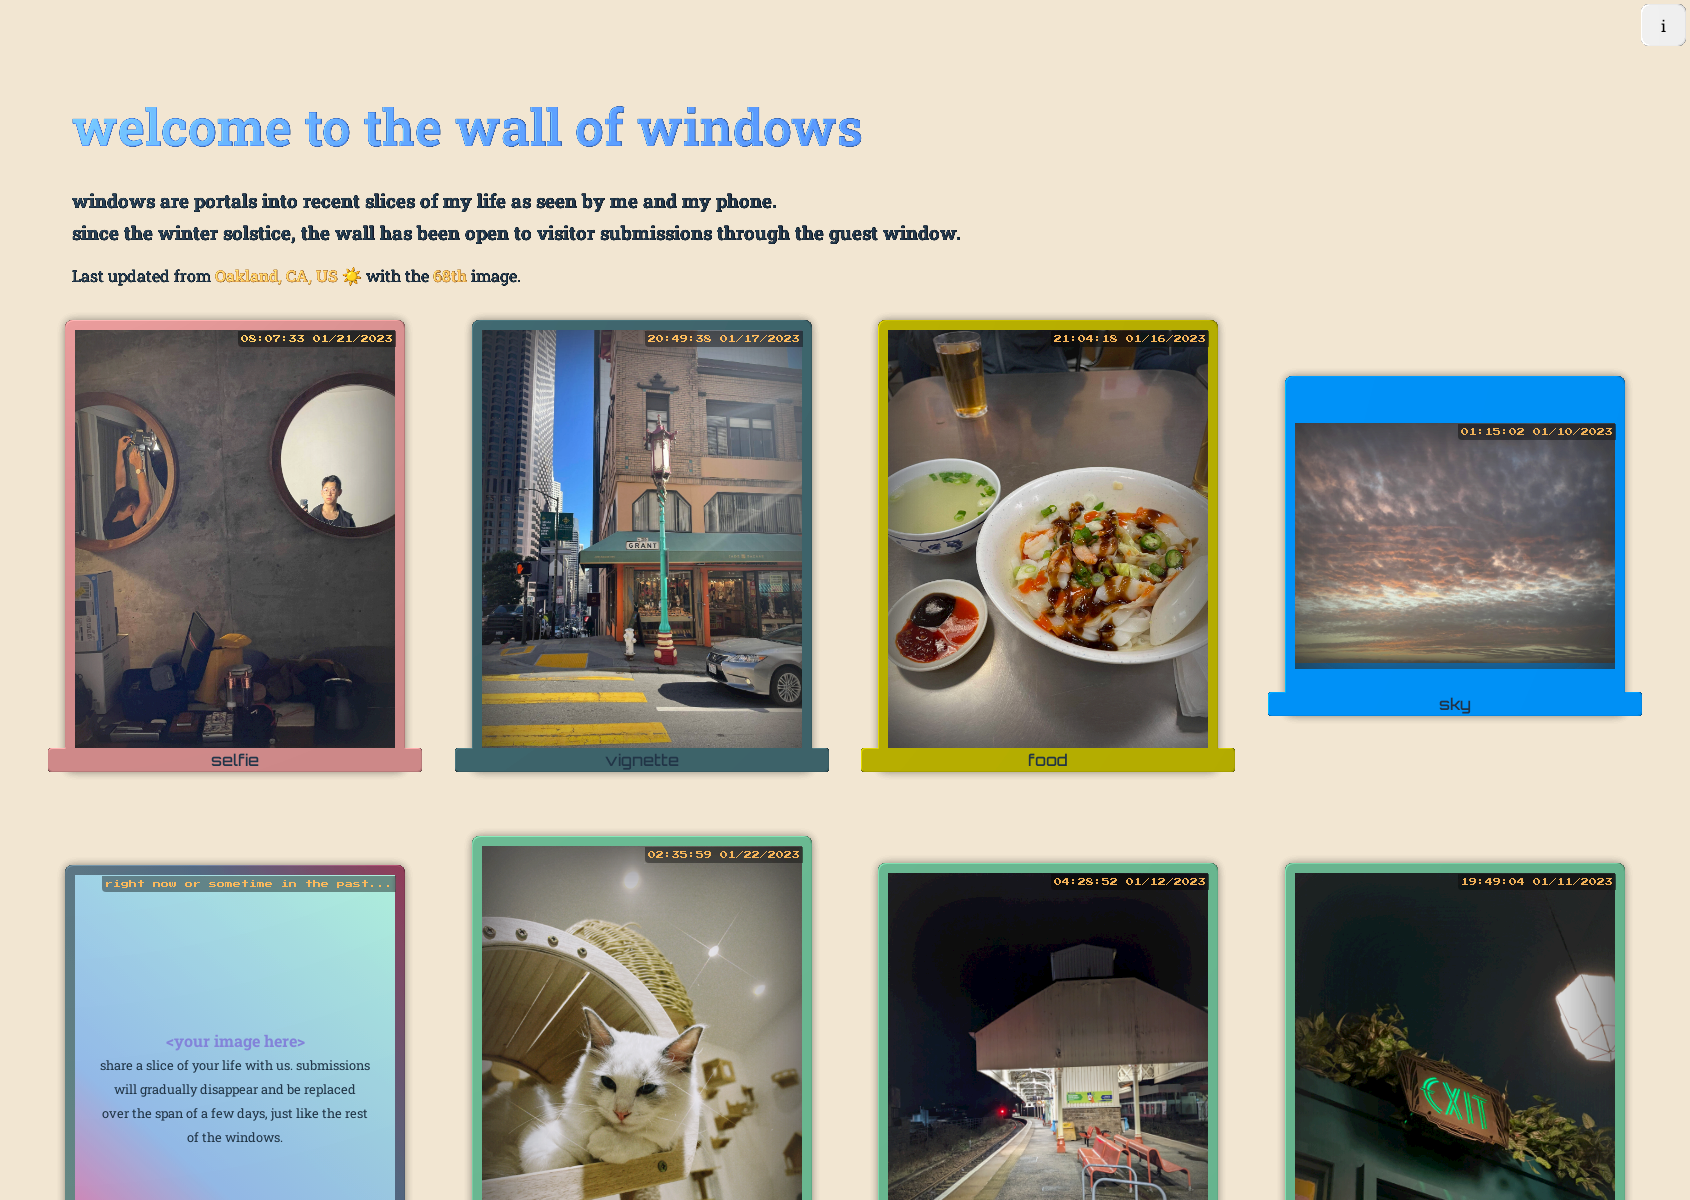 i
welcome to the wall of windows
windows are portals into recent slices of my life as seen by me and my phone.
since the winter solstice, the wall has been open to visitor submissions through the guest window.
Last updated from Oakland, CA, US ☀️ with the 68th image.
08:07:33 01/21/2023
20:49:38 01/17/2023
21:04:18 01/16/2023
01:15:02 01/10/2023
GRANT
sky
selfie
vignette
food
right now or sometime in the past...
02:35:59 01/22/2023
04:28:52 01/12/2023
19:49:04 01/11/2023
<your image here>
share a slice of your life with us. submissions
will gradually disappear and be replaced
over the span of a few days, just like the rest
of the windows.
EXIT